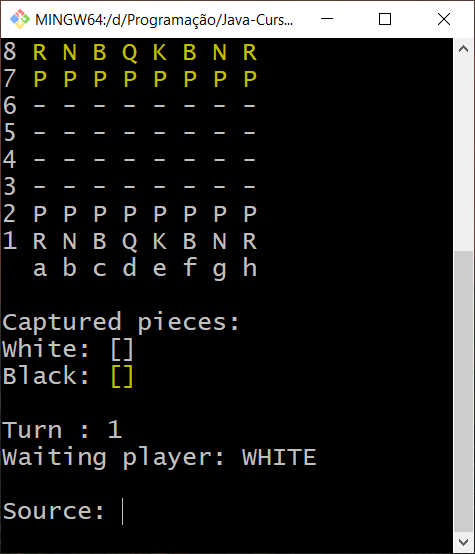 MINGW64:/d/Programação/Java-Curs...
8 R N B Q K B N R
7 P P P P P P P P
6 - - - - - - - -
5 - - - - - - - -
4 - - - - - - - -
3 - - - - - - - -
2 P P P P P P P P
1 R N B Q K B N R
a b c d e f g h
Captured pieces:
White: []
Black: []
Turn : 1
Waiting player: WHITE
Source: